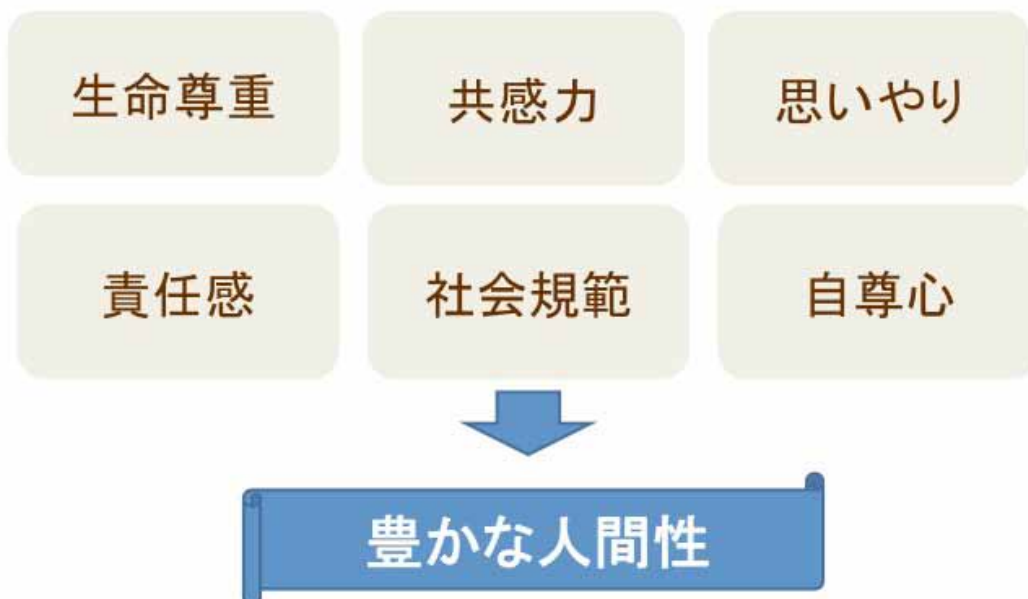 生命尊重
共感力
思いやり
責任感
社会規範
自尊心
豊かな人間性